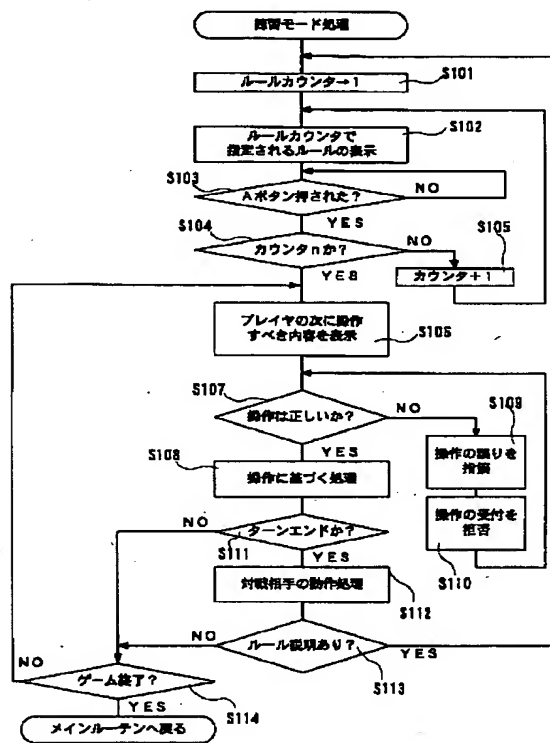 練習モード処理
S101
ルールカウンタ→1
S102
ルールカウンタで
指定されるルールの表示
S103
Aボタン押された?
NO
YES
S104
カウンタnか?
NO
S105
カウンタ+1
YES
プレイヤの次に操作
すべき内容を表示
S106
S107
操作は正しいか?
NO
S109
操作の誤りを
指摘
YES
S108
操作に基づく処理
操作の受付を
拒否
S110
NO
ターンエンドか?
S111
YES
対戦相手の動作処理
S112
NO
ルール説明あり?
YES
S113
NO
ゲーム終了?
S114
YES
メインルーテンへ戻る